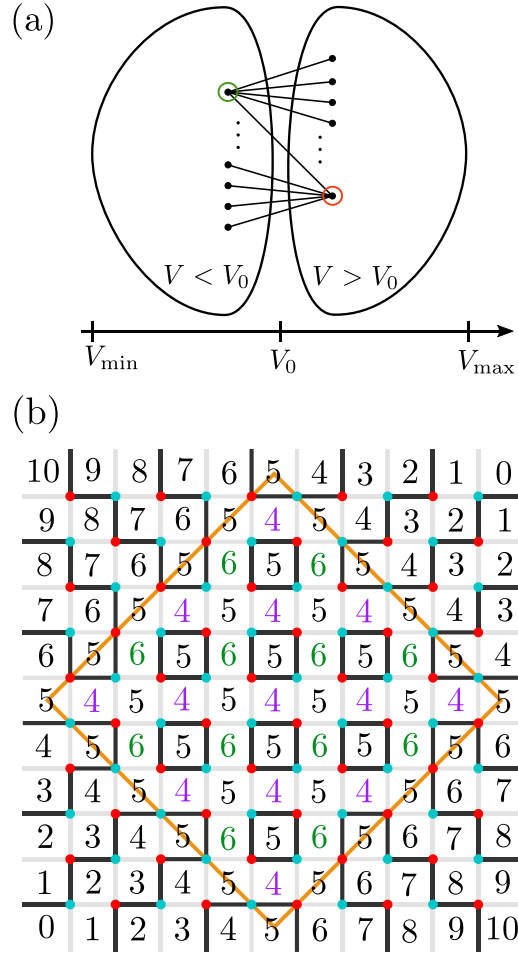 (a)
V < V₀ V > V₀
V_min V₀ V_max
(b)
10 9 8 7 6 5 4 3 2 1 0
9 8 7 6 5 4 5 4 3 2 1
8 7 6 5 6 5 6 5 4 3 2
7 6 5 4 5 4 5 4 5 4 3
6 5 6 5 6 5 6 5 6 5 4
5 4 5 4 5 4 5 4 5 4 5
4 5 6 5 6 5 6 5 6 5 6
3 4 5 4 5 4 5 4 5 6 7
2 3 4 5 6 5 6 5 6 7 8
1 2 3 4 5 4 5 6 7 8 9
0 1 2 3 4 5 6 7 8 9 10